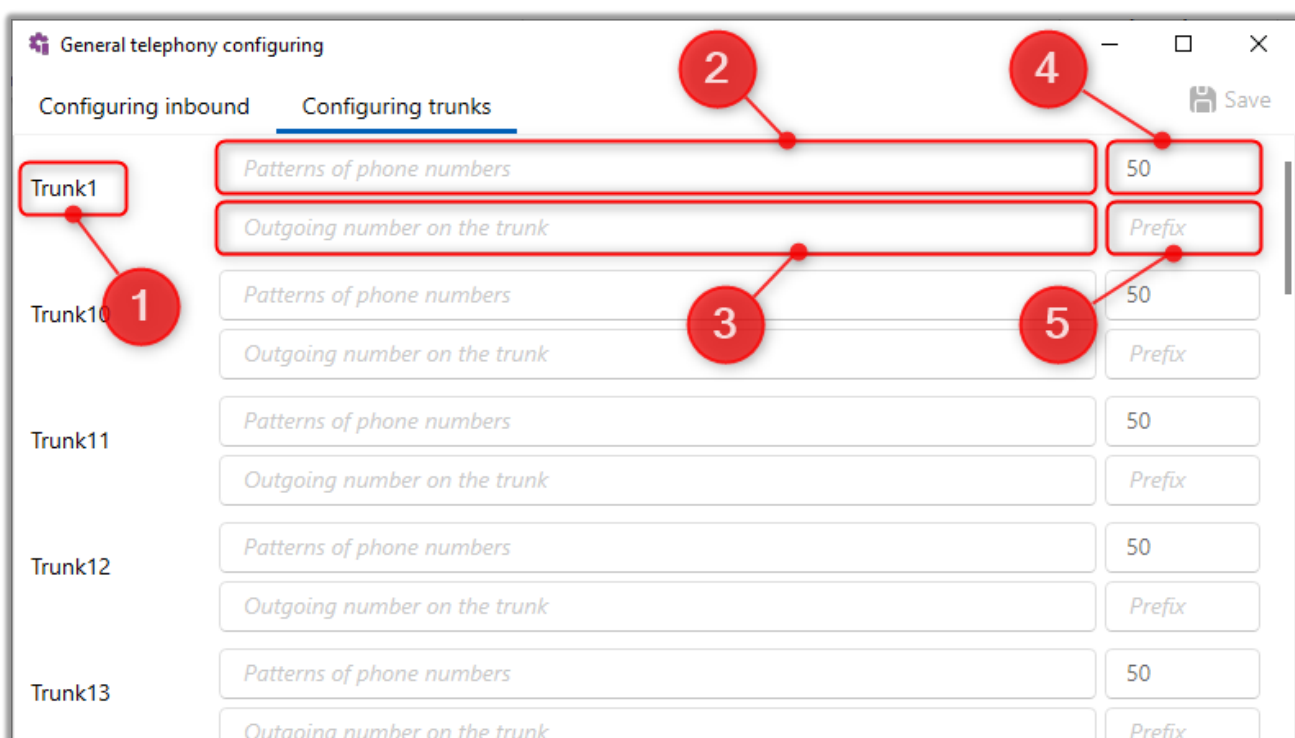 General telephony configuring
Configuring inbound Configuring trunks Save
2
4
Trunk1
Patterns of phone numbers 50
Outgoing number on the trunk Prefix
1
3
5
Trunk10
Patterns of phone numbers 50
Outgoing number on the trunk Prefix
Trunk11
Patterns of phone numbers 50
Outgoing number on the trunk Prefix
Trunk12
Patterns of phone numbers 50
Outgoing number on the trunk Prefix
Trunk13
Patterns of phone numbers 50
Outgoing number on the trunk Prefix